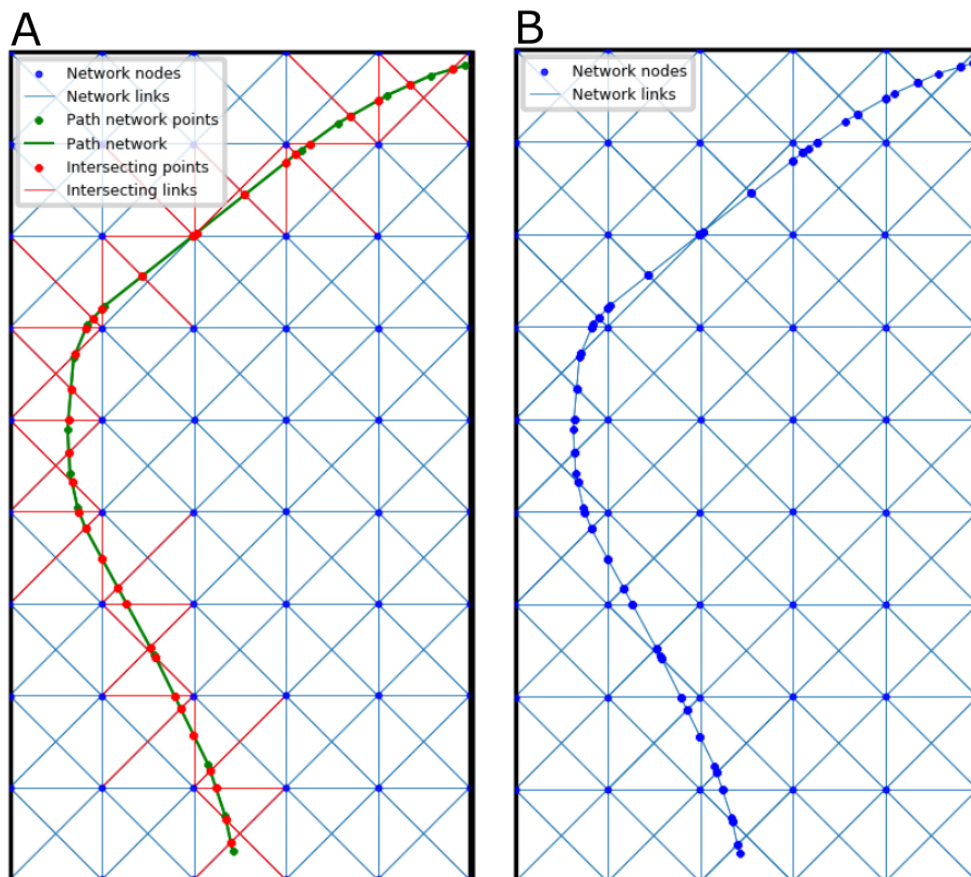 A
Network nodes
Network links
Path network points
Path network
Intersecting points
Intersecting links
B
Network nodes
Network links